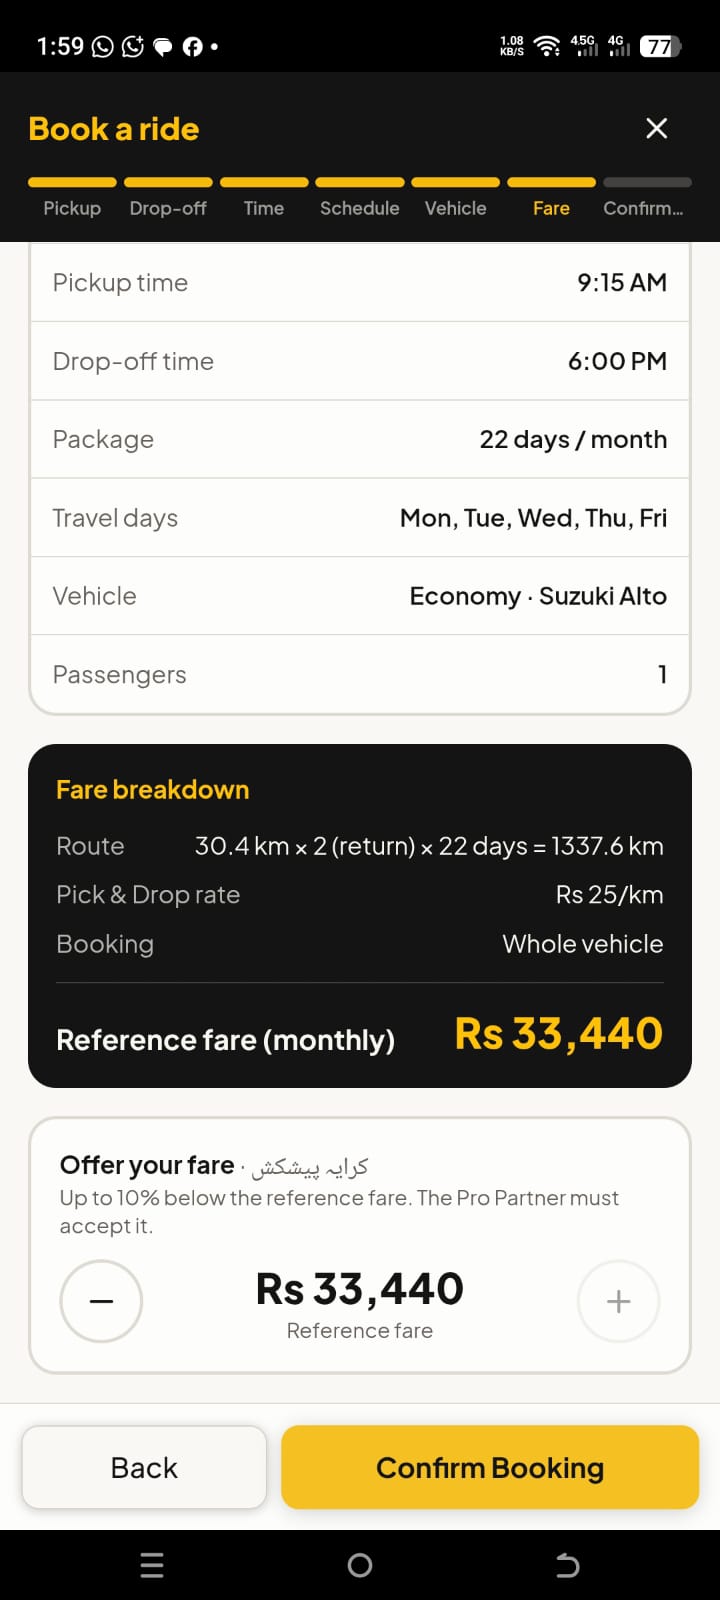 1:59
1.08 KB/S 4.5G 4G 77
Book a ride
Pickup Drop-off Time Schedule Vehicle Fare Confirm...
Pickup time 9:15 AM
Drop-off time 6:00 PM
Package 22 days / month
Travel days Mon, Tue, Wed, Thu, Fri
Vehicle Economy · Suzuki Alto
Passengers 1
Fare breakdown
Route 30.4 km × 2 (return) × 22 days = 1337.6 km
Pick & Drop rate Rs 25/km
Booking Whole vehicle
Reference fare (monthly) Rs 33,440
Offer your fare · کرایہ پیشکش
Up to 10% below the reference fare. The Pro Partner must
accept it.
− Rs 33,440 +
Reference fare
Back Confirm Booking